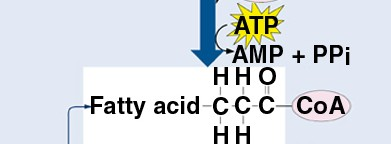 ATP
AMP + PPi
H H O
Fatty acid C C C CoA
H H